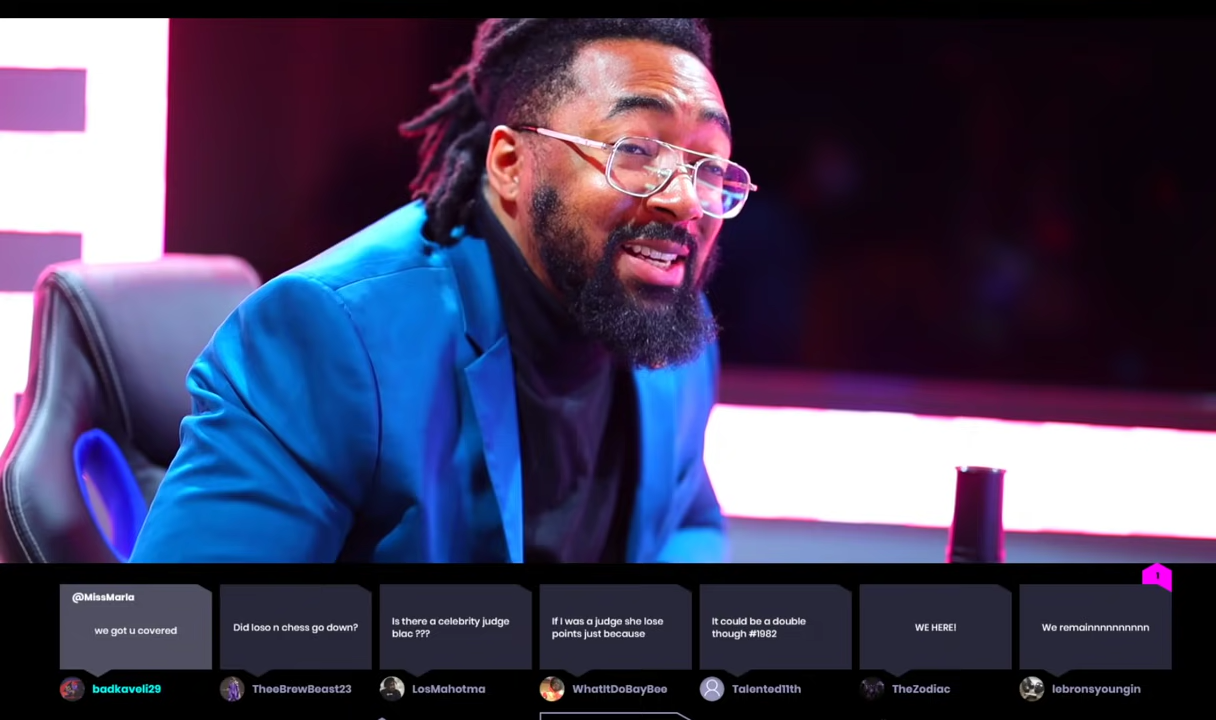 1
@MissMarla
we got u covered
Did loso n chess go down?
Is there a celebrity judge
blac ???
If I was a judge she lose
points just because
It could be a double
though #1982
WE HERE!
We remainnnnnnnnn
badkaveli29
TheeBrewBeast23
LosMahotma
WhatItDoBayBee
Talented11th
TheZodiac
lebronsyoungin